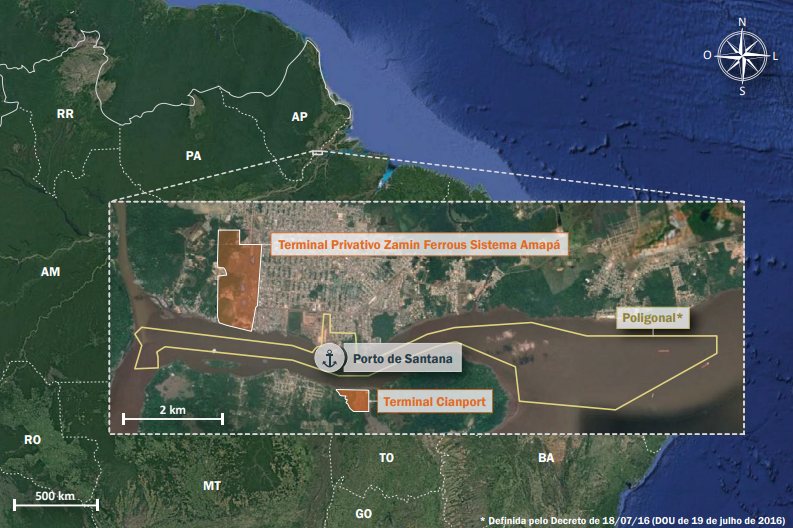 N
O
L
S
RR
AP
PA
AM
Terminal Privativo Zamin Ferrous Sistema Amapá
Poligonal*
Porto de Santana
Terminal Cianport
2 km
RO
TO
BA
MT
500 km
GO
* Definida pelo Decreto de 18/07/16 (DOU de 19 de julho de 2016)